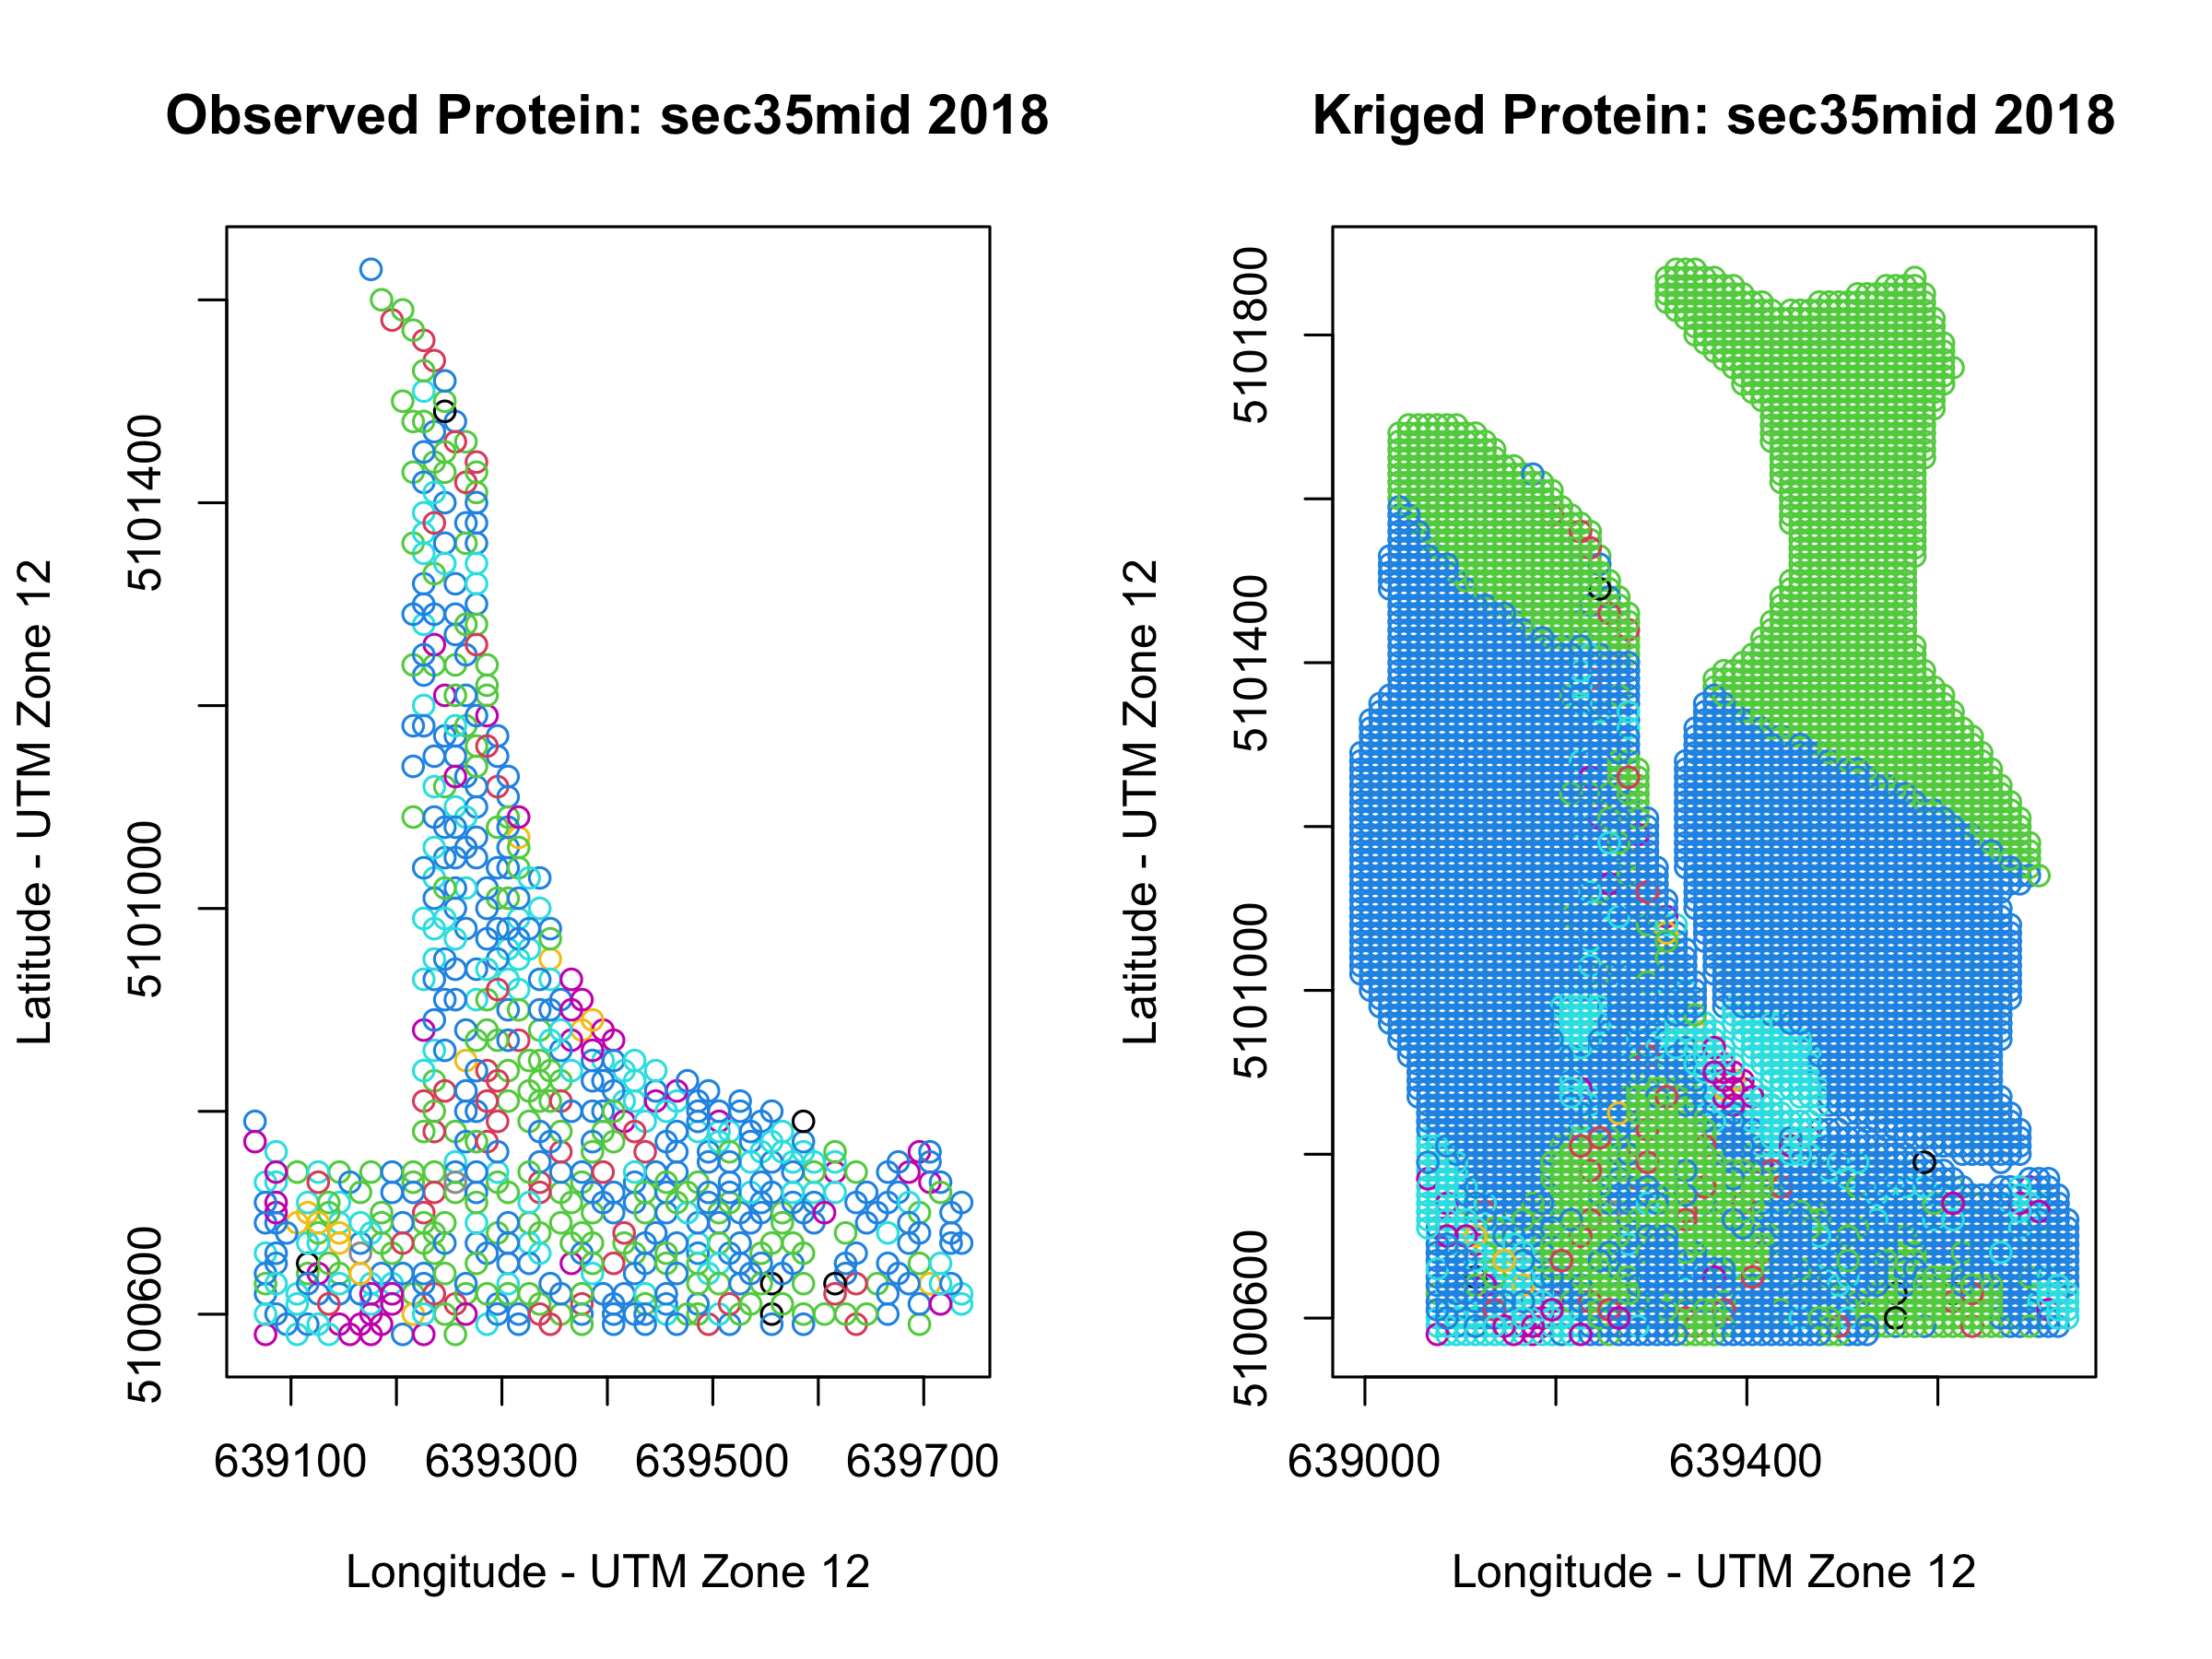 Observed Protein: sec35mid 2018
Latitude - UTM Zone 12
5100600
5101000
5101400
639100
639300
639500
639700
Longitude - UTM Zone 12
Kriged Protein: sec35mid 2018
Latitude - UTM Zone 12
5100600
5101000
5101400
5101800
639000
639400
Longitude - UTM Zone 12